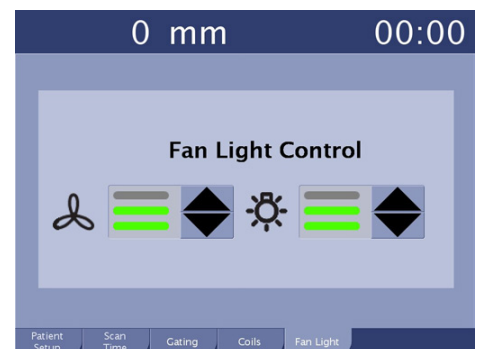 0 mm 00:00
Fan Light Control
Patient Scan
Setup Time Gating Coils Fan Light